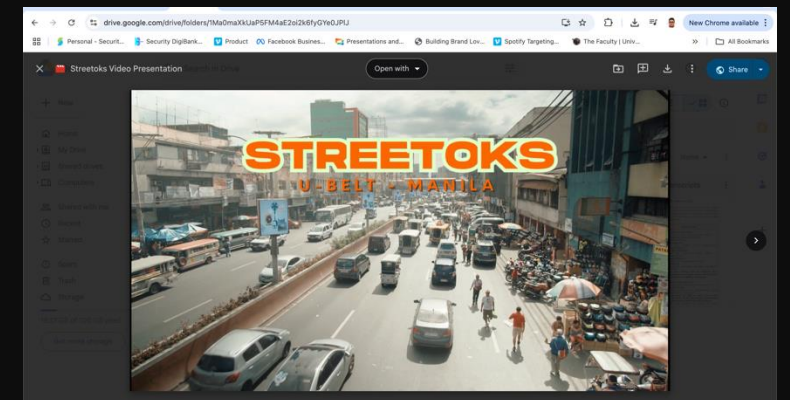 drive.google.com/drive/folders/1Ma0maXkUaP5FM4aE2oi2k6fyGYe0JPIJ
New Chrome available
Personal - Securit...
Security DigiBank...
Product
Facebook Busines...
Presentations and...
Building Brand Lov...
Spotify Targeting...
The Faculty | Univ...
All Bookmarks
Streetoks Video Presentation
Open with
Share
STREETOKS
U-BELT - MANILA